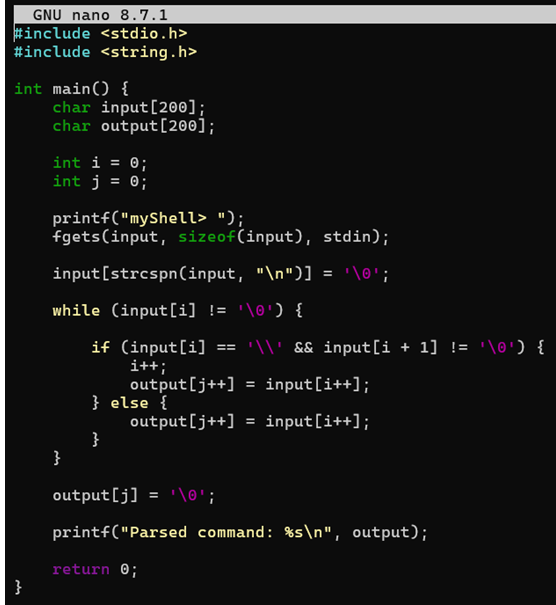 GNU nano 8.7.1
#include <stdio.h>
#include <string.h>

int main() {
    char input[200];
    char output[200];

    int i = 0;
    int j = 0;

    printf("myShell> ");
    fgets(input, sizeof(input), stdin);

    input[strcspn(input, "\n")] = '\0';

    while (input[i] != '\0') {

        if (input[i] == '\\' && input[i + 1] != '\0') {
            i++;
            output[j++] = input[i++];
        } else {
            output[j++] = input[i++];
        }
    }

    output[j] = '\0';

    printf("Parsed command: %s\n", output);

    return 0;
}